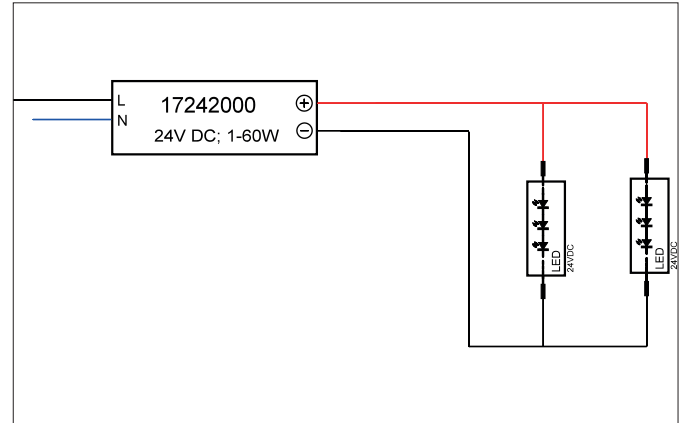 L
17242000
+
N
24V DC; 1-60W
−
LED
24VDC
LED
24VDC